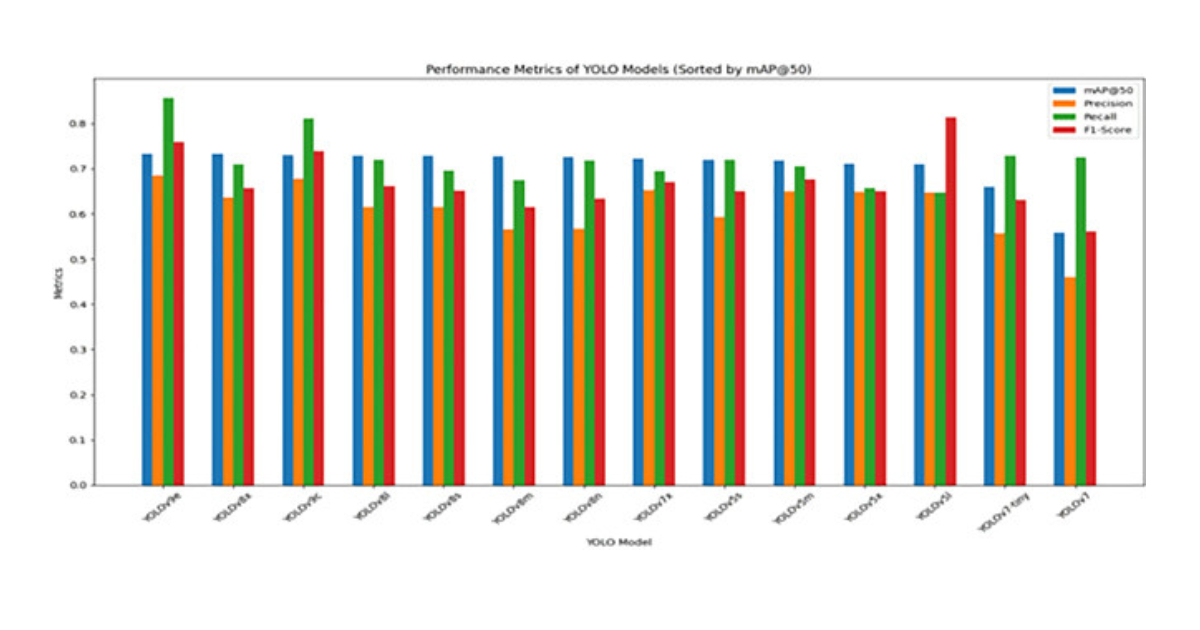 Performance Metrics of YOLO Models (Sorted by mAP@50)
mAP@50
Precision
Recall
F1-Score
Metrics
0.8
0.7
0.6
0.5
0.4
0.3
0.2
0.1
0.0
YOLOv9e
YOLOv8x
YOLOv9c
YOLOv8l
YOLOv8s
YOLOv8m
YOLOv8n
YOLOv7x
YOLOv5s
YOLOv5m
YOLOv5x
YOLOv5l
YOLOv7-tiny
YOLOv7
YOLO Model